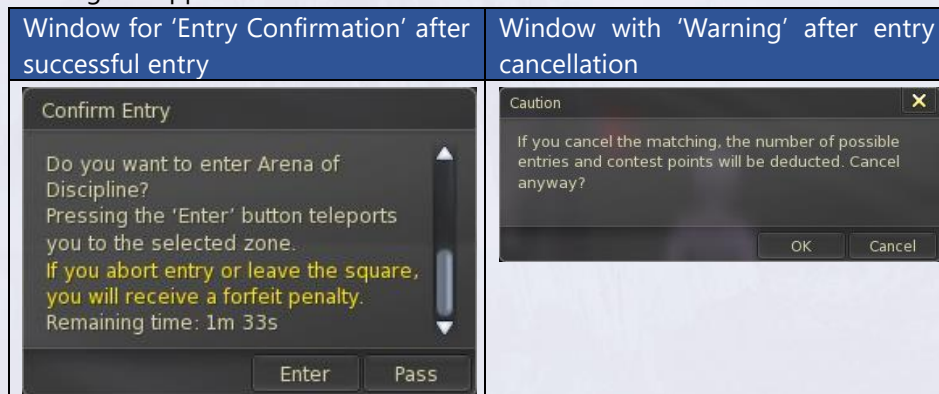 Window for ‘Entry Confirmation’ after
successful entry
Window with ‘Warning’ after entry
cancellation
Confirm Entry
Do you want to enter Arena of
Discipline?
Pressing the ‘Enter’ button teleports
you to the selected zone.
If you abort entry or leave the square,
you will receive a forfeit penalty.
Remaining time: 1m 33s
Enter Pass
Caution
If you cancel the matching, the number of possible
entries and contest points will be deducted. Cancel
anyway?
OK Cancel